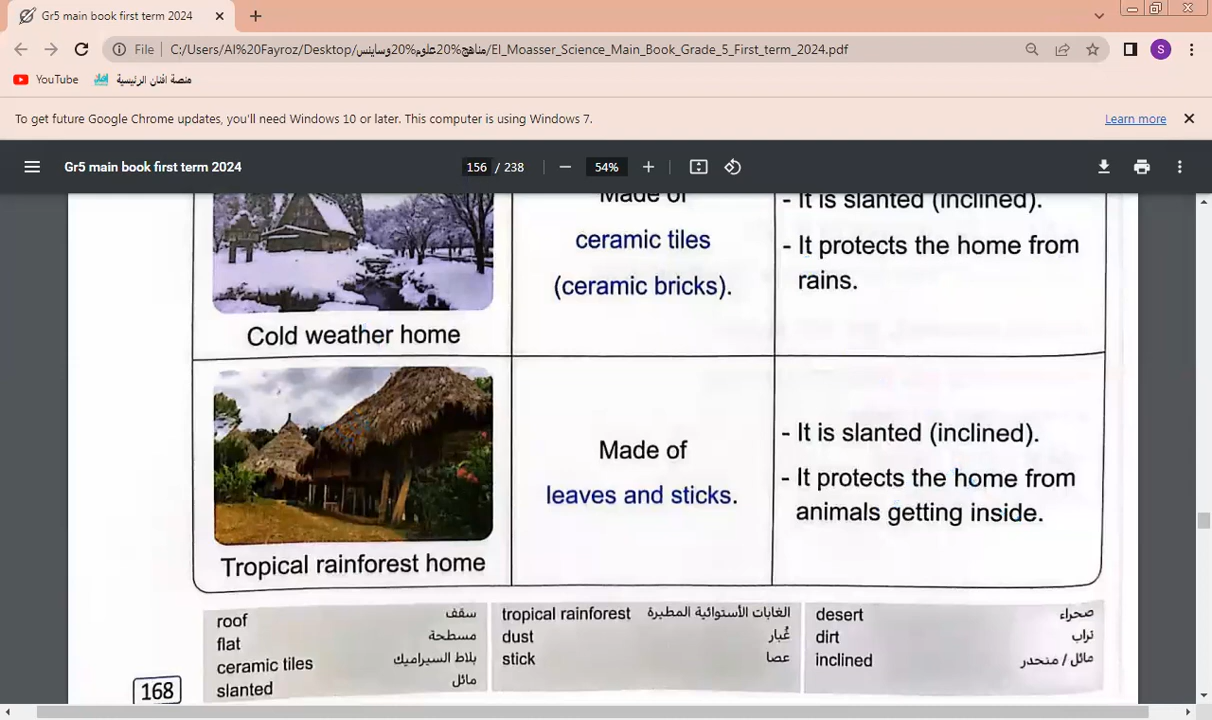 Gr5 main book first term 2024
File
C:/Users/Al%20Fayroz/Desktop/مناهج%20علوم%20وساينس/El_Moasser_Science_Main_Book_Grade_5_First_term_2024.pdf
S
YouTube
منصة اقنان الرئيسية
To get future Google Chrome updates, you'll need Windows 10 or later. This computer is using Windows 7.
Learn more
Gr5 main book first term 2024
156 / 238
54%
Cold weather home
Made of
ceramic tiles
(ceramic bricks).
- It is slanted (inclined).
- It protects the home from
rains.
Tropical rainforest home
Made of
leaves and sticks.
- It is slanted (inclined).
- It protects the home from
animals getting inside.
roof سقف
flat مسطحة
ceramic tiles بلاط السيراميك
slanted مائل
tropical rainforest الغابات الأستوائية المطيرة
dust غُبار
stick عصا
desert صحراء
dirt تراب
inclined مائل / منحدر
168